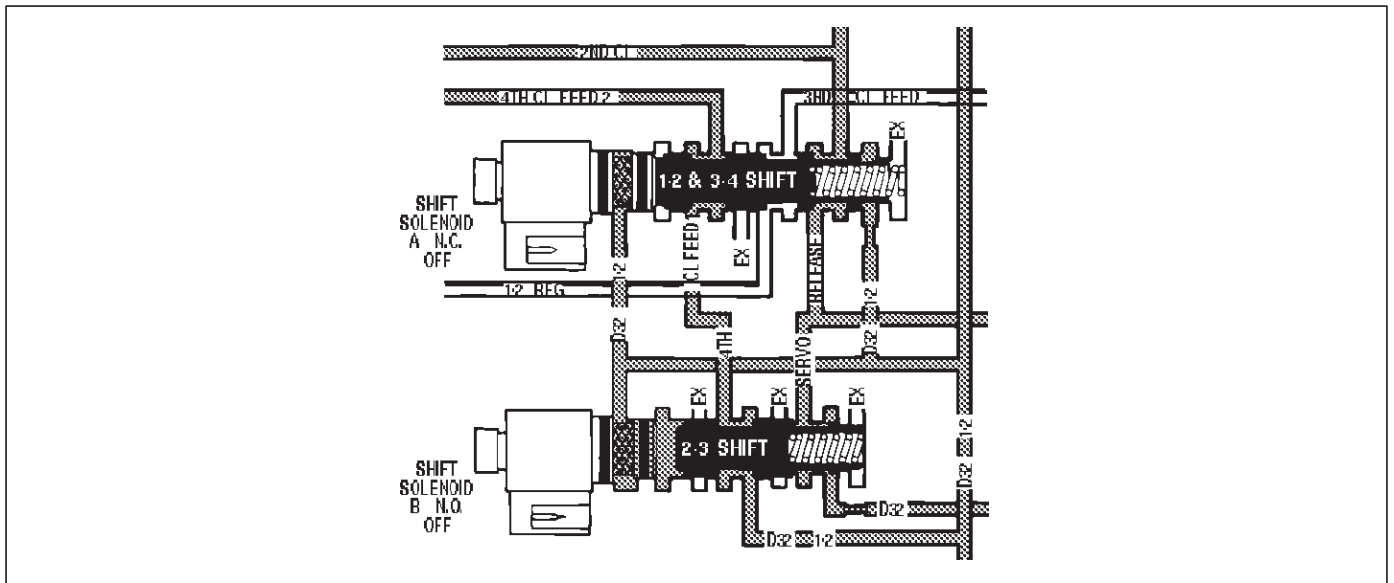 2ND CL
4TH CL FEED 2
3RD CL FEED
EX
1-2 & 3-4 SHIFT
SHIFT
SOLENOID
A N.C.
OFF
EX
CL FEED 1
RELEASE
1-2
1-2
1-2 REG
D32
D32
4TH
SERVO
EX
EX
EX
2-3 SHIFT
SHIFT
SOLENOID
B N.O.
OFF
D32 1-2
D32
D32 1-2